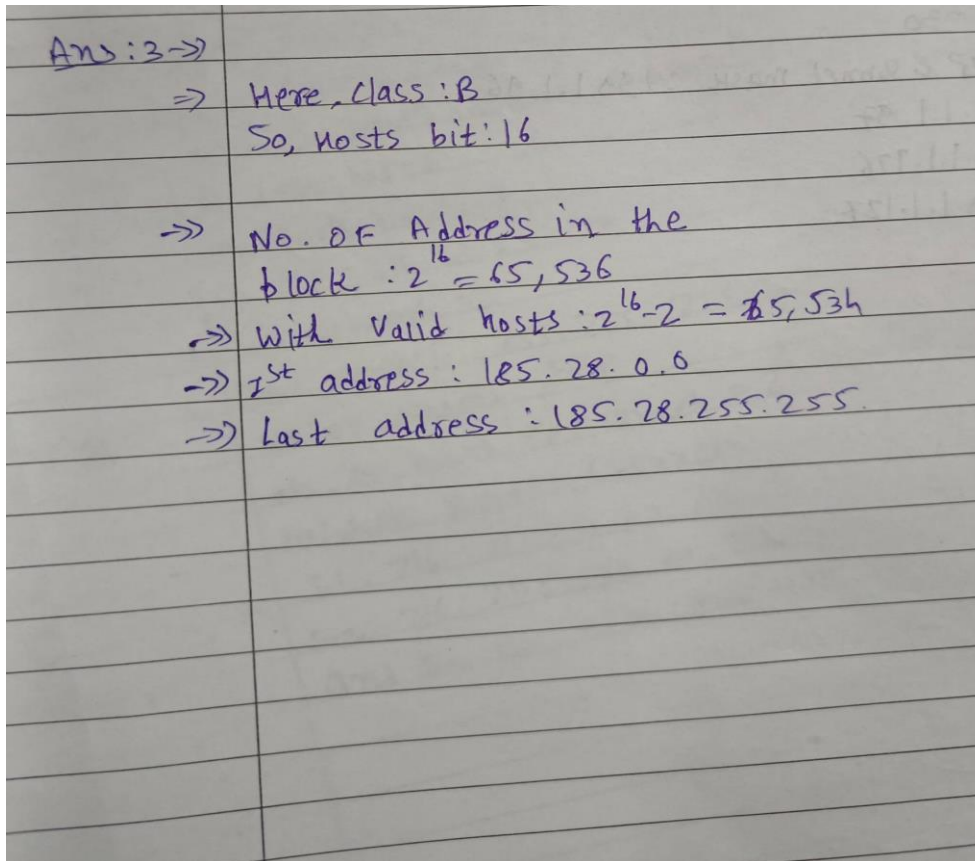 Ans:3->>
=> Here, Class : B
So, Hosts bit : 16
->> No. OF Address in the
block : 2^16 = 65,536
->> With Valid hosts : 2^16-2 = 65,534
->> Ist address : 185. 28. 0. 0
->> Last address : 185. 28. 255. 255.